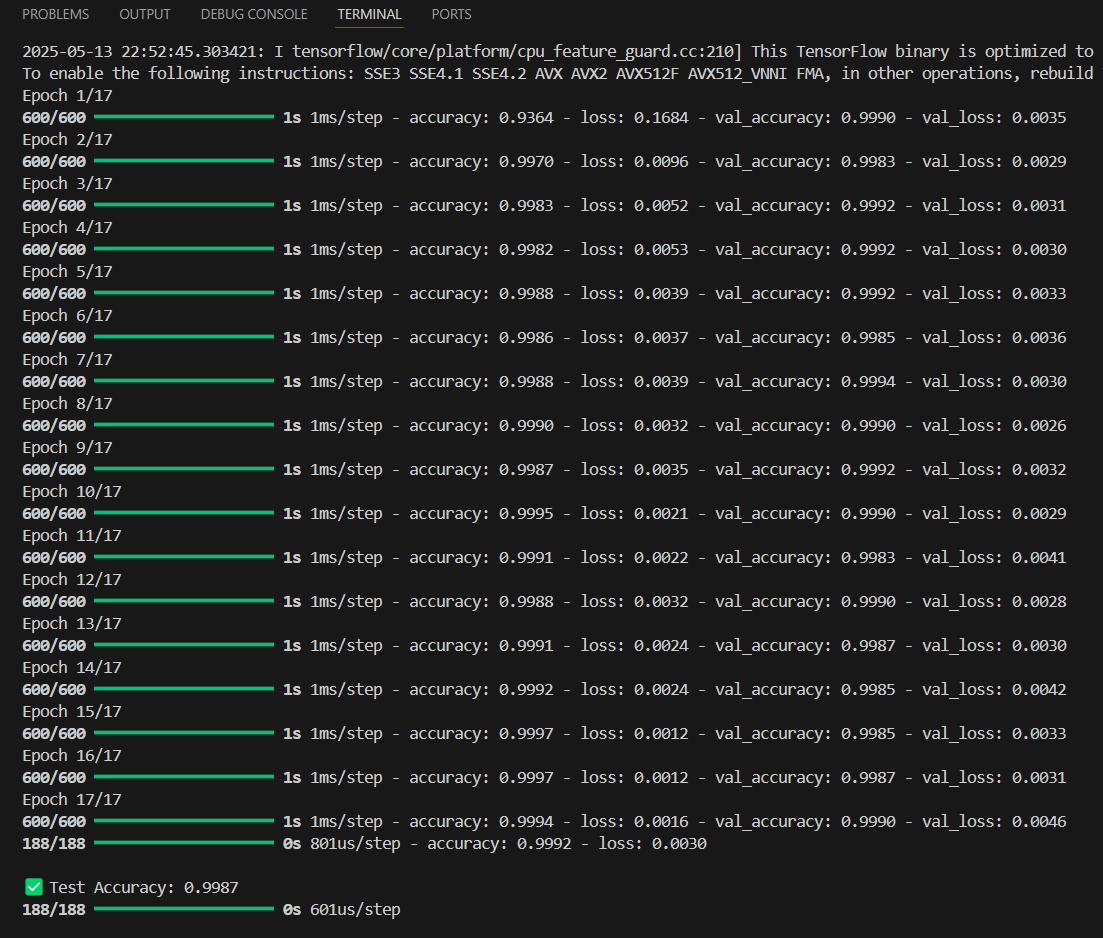 PROBLEMS OUTPUT DEBUG CONSOLE TERMINAL PORTS
2025-05-13 22:52:45.303421: I tensorflow/core/platform/cpu_feature_guard.cc:210] This TensorFlow binary is optimized to
To enable the following instructions: SSE3 SSE4.1 SSE4.2 AVX AVX2 AVX512F AVX512_VNNI FMA, in other operations, rebuild
Epoch 1/17
600/600 1s 1ms/step - accuracy: 0.9364 - loss: 0.1684 - val_accuracy: 0.9990 - val_loss: 0.0035
Epoch 2/17
600/600 1s 1ms/step - accuracy: 0.9970 - loss: 0.0096 - val_accuracy: 0.9983 - val_loss: 0.0029
Epoch 3/17
600/600 1s 1ms/step - accuracy: 0.9983 - loss: 0.0052 - val_accuracy: 0.9992 - val_loss: 0.0031
Epoch 4/17
600/600 1s 1ms/step - accuracy: 0.9982 - loss: 0.0053 - val_accuracy: 0.9992 - val_loss: 0.0030
Epoch 5/17
600/600 1s 1ms/step - accuracy: 0.9988 - loss: 0.0039 - val_accuracy: 0.9992 - val_loss: 0.0033
Epoch 6/17
600/600 1s 1ms/step - accuracy: 0.9986 - loss: 0.0037 - val_accuracy: 0.9985 - val_loss: 0.0036
Epoch 7/17
600/600 1s 1ms/step - accuracy: 0.9988 - loss: 0.0039 - val_accuracy: 0.9994 - val_loss: 0.0030
Epoch 8/17
600/600 1s 1ms/step - accuracy: 0.9990 - loss: 0.0032 - val_accuracy: 0.9990 - val_loss: 0.0026
Epoch 9/17
600/600 1s 1ms/step - accuracy: 0.9987 - loss: 0.0035 - val_accuracy: 0.9992 - val_loss: 0.0032
Epoch 10/17
600/600 1s 1ms/step - accuracy: 0.9995 - loss: 0.0021 - val_accuracy: 0.9990 - val_loss: 0.0029
Epoch 11/17
600/600 1s 1ms/step - accuracy: 0.9991 - loss: 0.0022 - val_accuracy: 0.9983 - val_loss: 0.0041
Epoch 12/17
600/600 1s 1ms/step - accuracy: 0.9988 - loss: 0.0032 - val_accuracy: 0.9990 - val_loss: 0.0028
Epoch 13/17
600/600 1s 1ms/step - accuracy: 0.9991 - loss: 0.0024 - val_accuracy: 0.9987 - val_loss: 0.0030
Epoch 14/17
600/600 1s 1ms/step - accuracy: 0.9992 - loss: 0.0024 - val_accuracy: 0.9985 - val_loss: 0.0042
Epoch 15/17
600/600 1s 1ms/step - accuracy: 0.9997 - loss: 0.0012 - val_accuracy: 0.9985 - val_loss: 0.0033
Epoch 16/17
600/600 1s 1ms/step - accuracy: 0.9997 - loss: 0.0012 - val_accuracy: 0.9987 - val_loss: 0.0031
Epoch 17/17
600/600 1s 1ms/step - accuracy: 0.9994 - loss: 0.0016 - val_accuracy: 0.9990 - val_loss: 0.0046
188/188 0s 801us/step - accuracy: 0.9992 - loss: 0.0030
✅ Test Accuracy: 0.9987
188/188 0s 601us/step